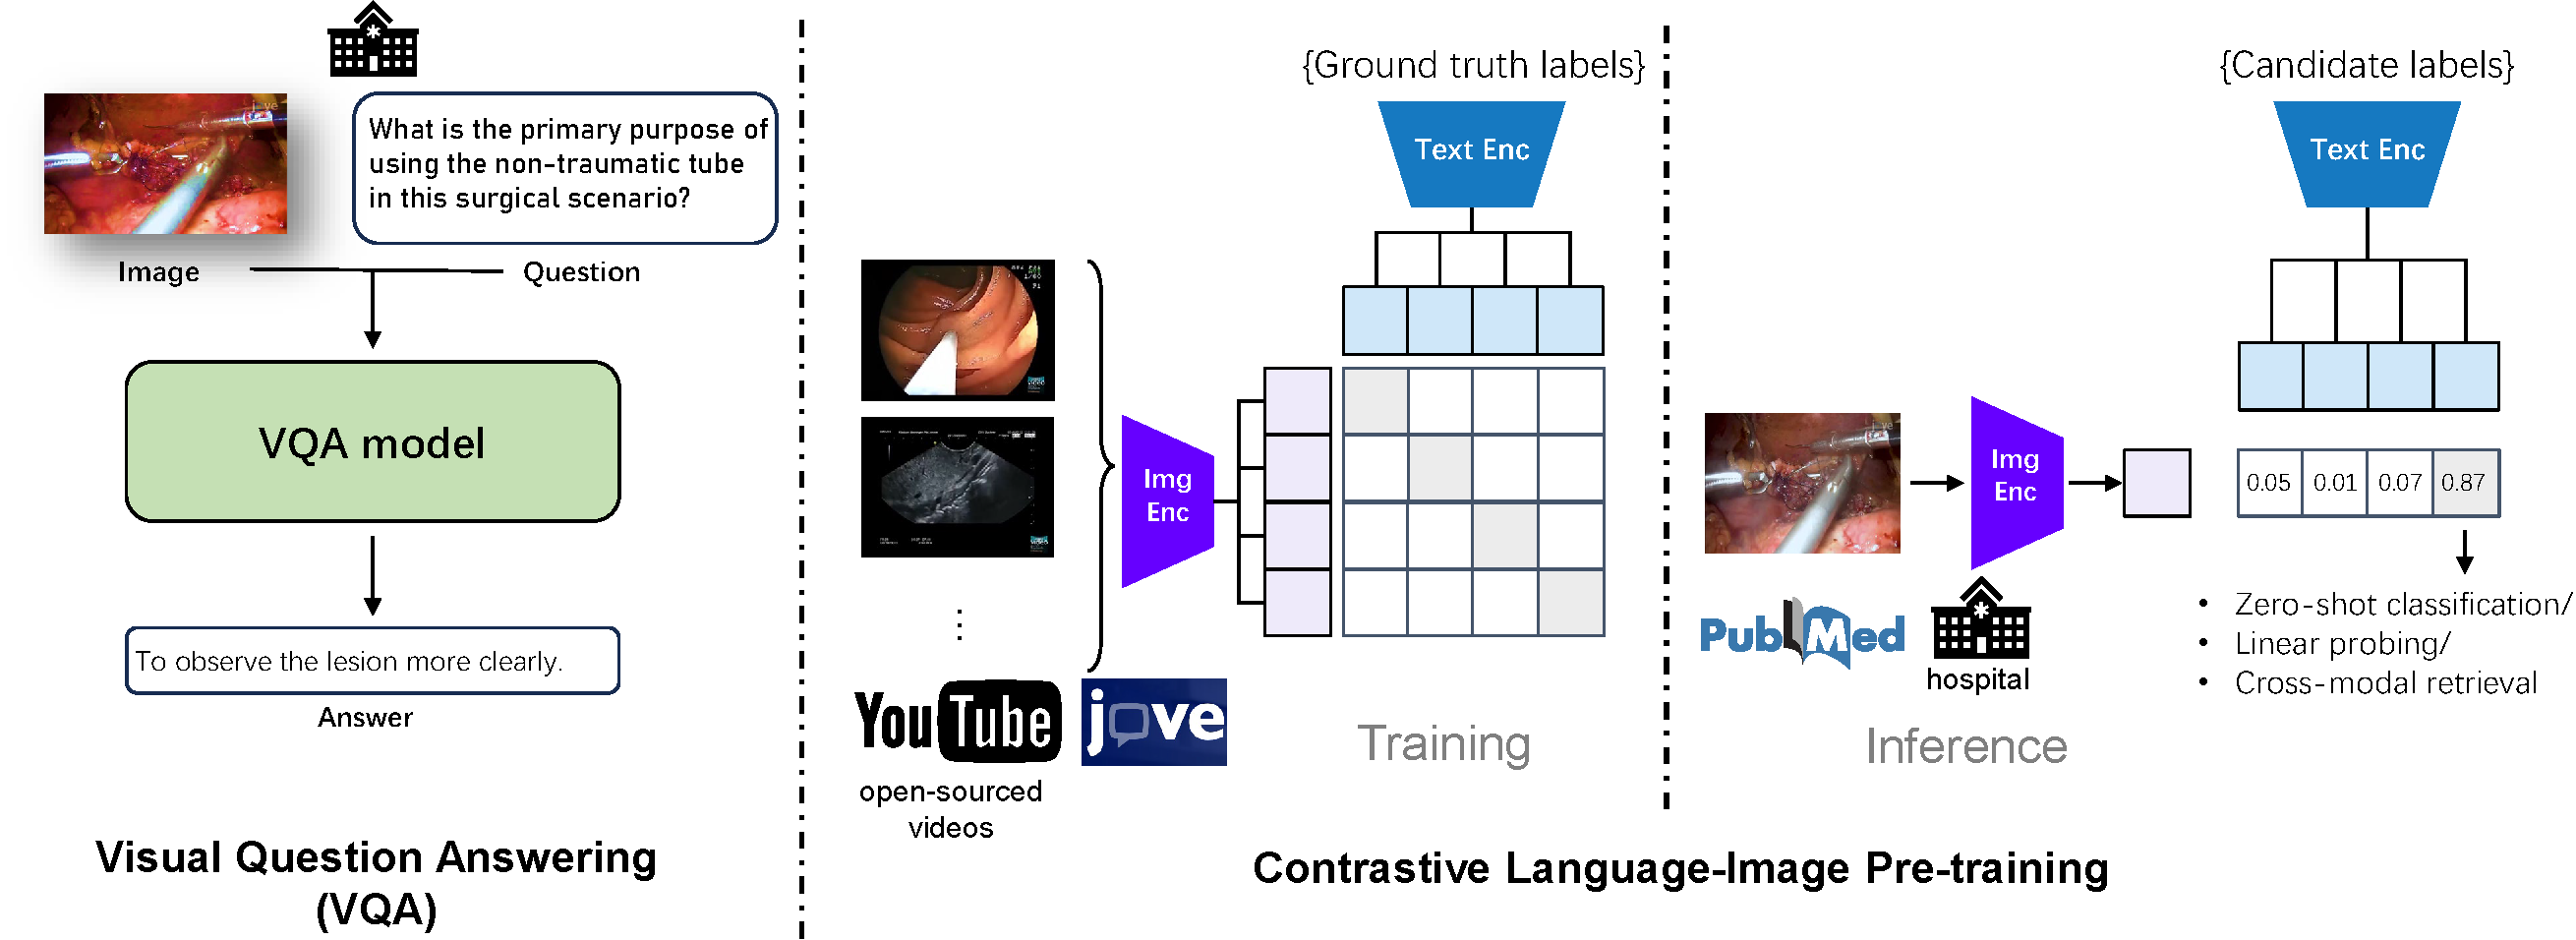 What is the primary purpose of
using the non-traumatic tube
in this surgical scenario?
Image
Question
VQA model
To observe the lesion more clearly.
Answer
Visual Question Answering
(VQA)
{Ground truth labels}
Text Enc
Img
Enc
YouTube
jove
open-sourced
videos
Training
{Candidate labels}
Text Enc
Img
Enc
0.05 0.01 0.07 0.87
PubMed
hospital
• Zero-shot classification/
• Linear probing/
• Cross-modal retrieval
Inference
Contrastive Language-Image Pre-training